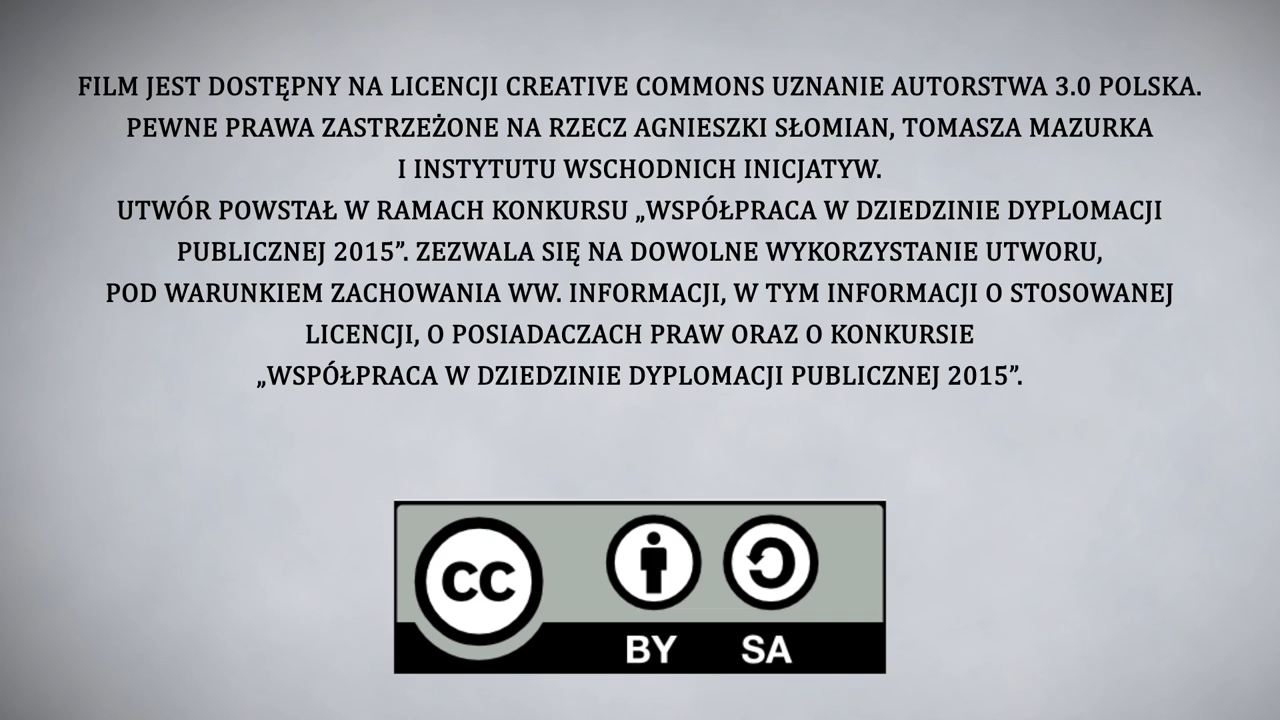 FILM JEST DOSTĘPNY NA LICENCJI CREATIVE COMMONS UZNANIE AUTORSTWA 3.0 POLSKA.
PEWNE PRAWA ZASTRZEŻONE NA RZECZ AGNIESZKI SŁOMIAN, TOMASZA MAZURKA
I INSTYTUTU WSCHODNICH INICJATYW.
UTWÓR POWSTAŁ W RAMACH KONKURSU „WSPÓŁPRACA W DZIEDZINIE DYPLOMACJI
PUBLICZNEJ 2015”. ZEZWALA SIĘ NA DOWOLNE WYKORZYSTANIE UTWORU,
POD WARUNKIEM ZACHOWANIA WW. INFORMACJI, W TYM INFORMACJI O STOSOWANEJ
LICENCJI, O POSIADACZACH PRAW ORAZ O KONKURSIE
„WSPÓŁPRACA W DZIEDZINIE DYPLOMACJI PUBLICZNEJ 2015”.
CC
BY SA